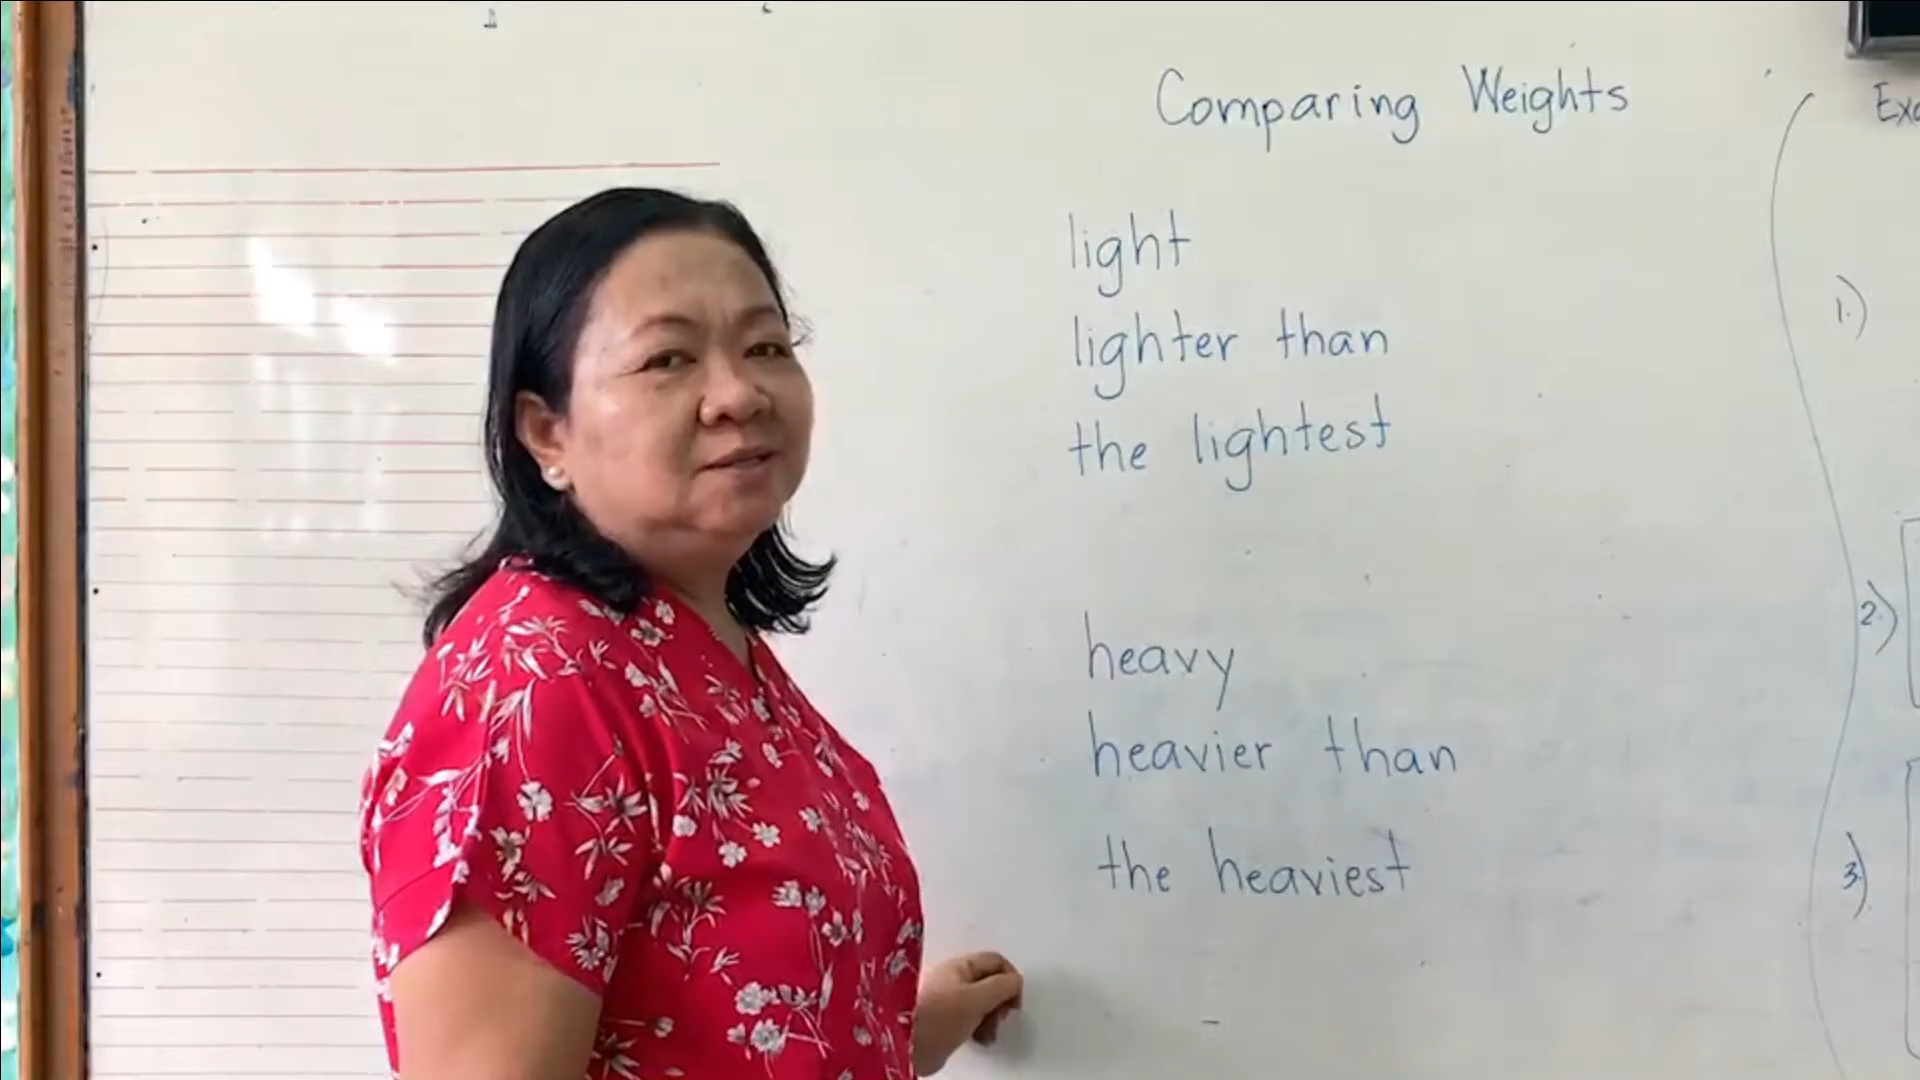 Comparing Weights
light
lighter than
the lightest
heavy
heavier than
the heaviest
1.)
2.)
3.)